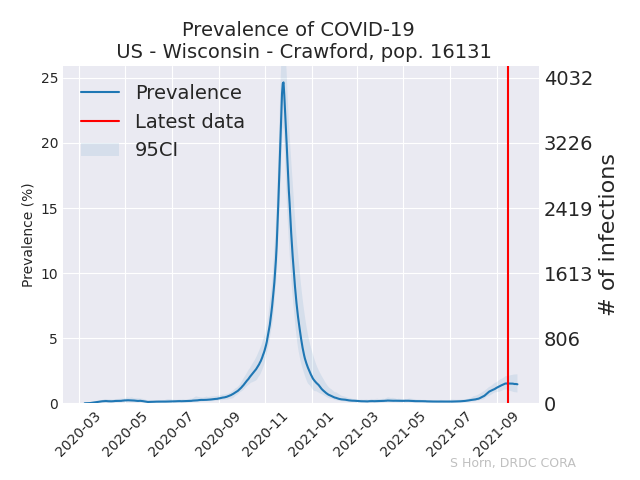 Prevalence of COVID-19
US - Wisconsin - Crawford, pop. 16131
Prevalence
Latest data
95CI
Prevalence (%)
25
20
15
10
5
0
4032
3226
2419
1613
806
0
# of infections
2020-03
2020-05
2020-07
2020-09
2020-11
2021-01
2021-03
2021-05
2021-07
2021-09
S Horn, DRDC CORA